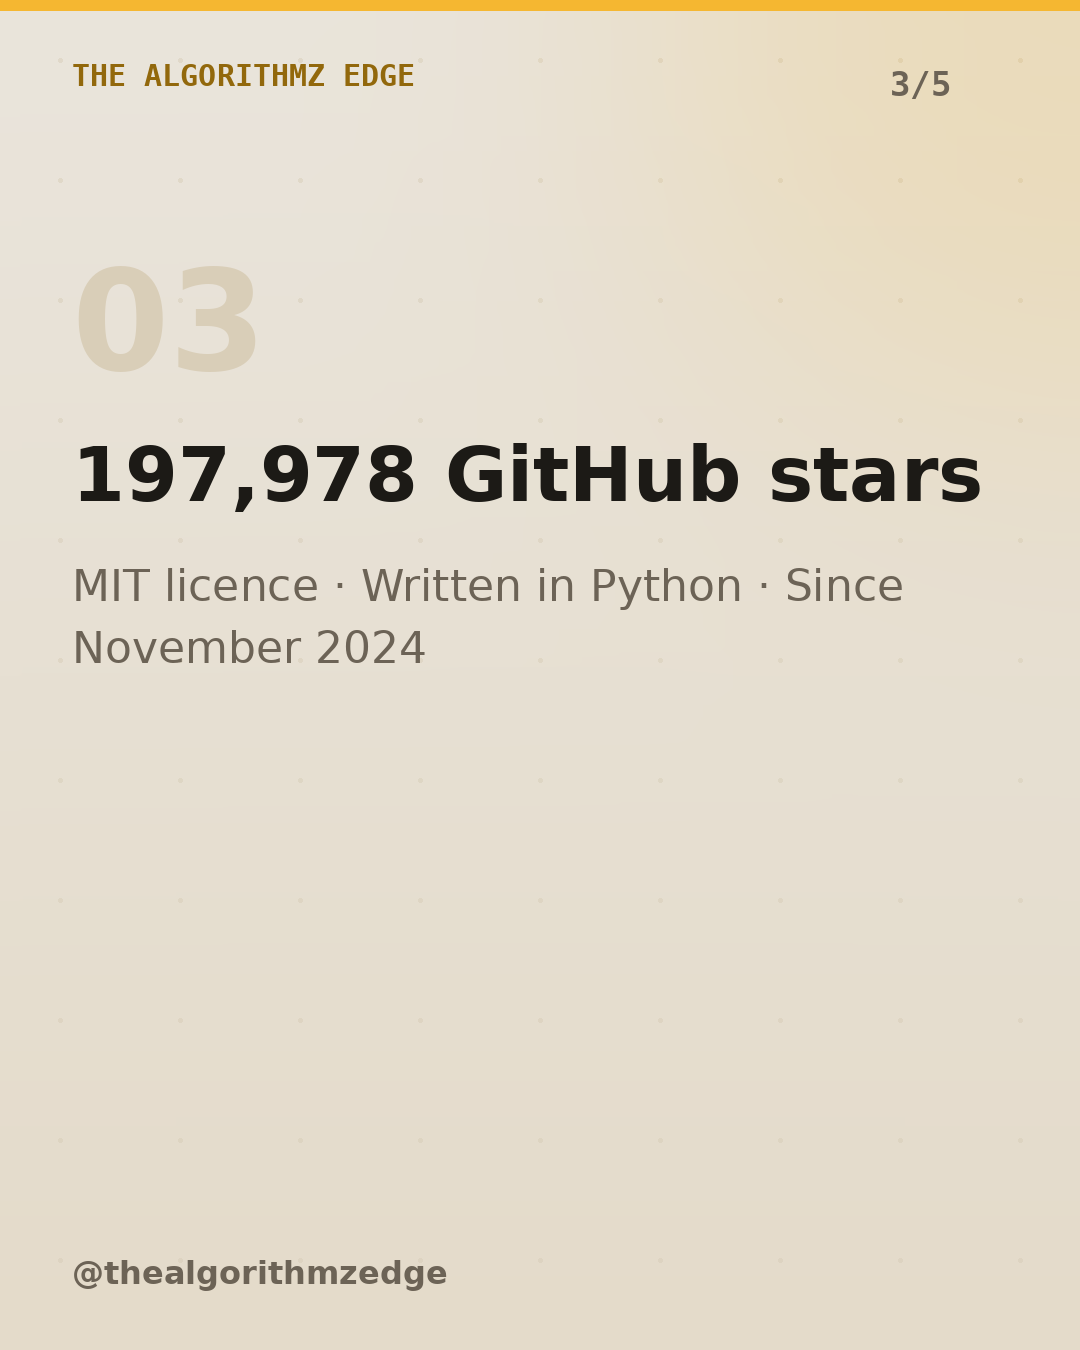 THE ALGORITHMZ EDGE
3/5
03
197,978 GitHub stars
MIT licence · Written in Python · Since
November 2024
@thealgorithmzedge